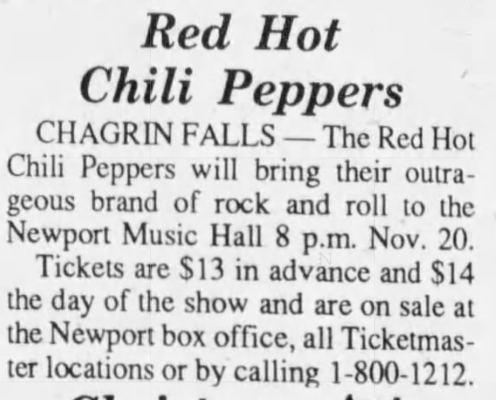 Red Hot
Chili Peppers
CHAGRIN FALLS — The Red Hot
Chili Peppers will bring their outra-
geous brand of rock and roll to the
Newport Music Hall 8 p.m. Nov. 20.
Tickets are $13 in advance and $14
the day of the show and are on sale at
the Newport box office, all Ticketmas-
ter locations or by calling 1-800-1212.